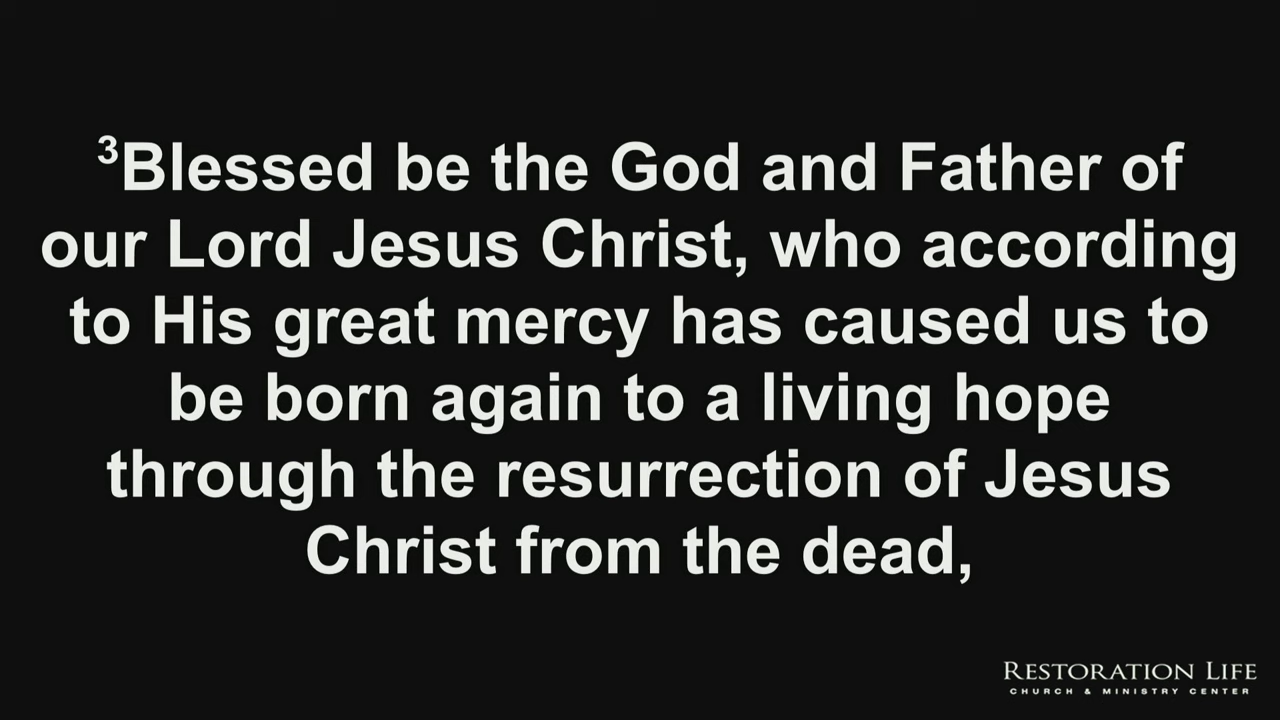 ³Blessed be the God and Father of
our Lord Jesus Christ, who according
to His great mercy has caused us to
be born again to a living hope
through the resurrection of Jesus
Christ from the dead,
RESTORATION LIFE
CHURCH & MINISTRY CENTER